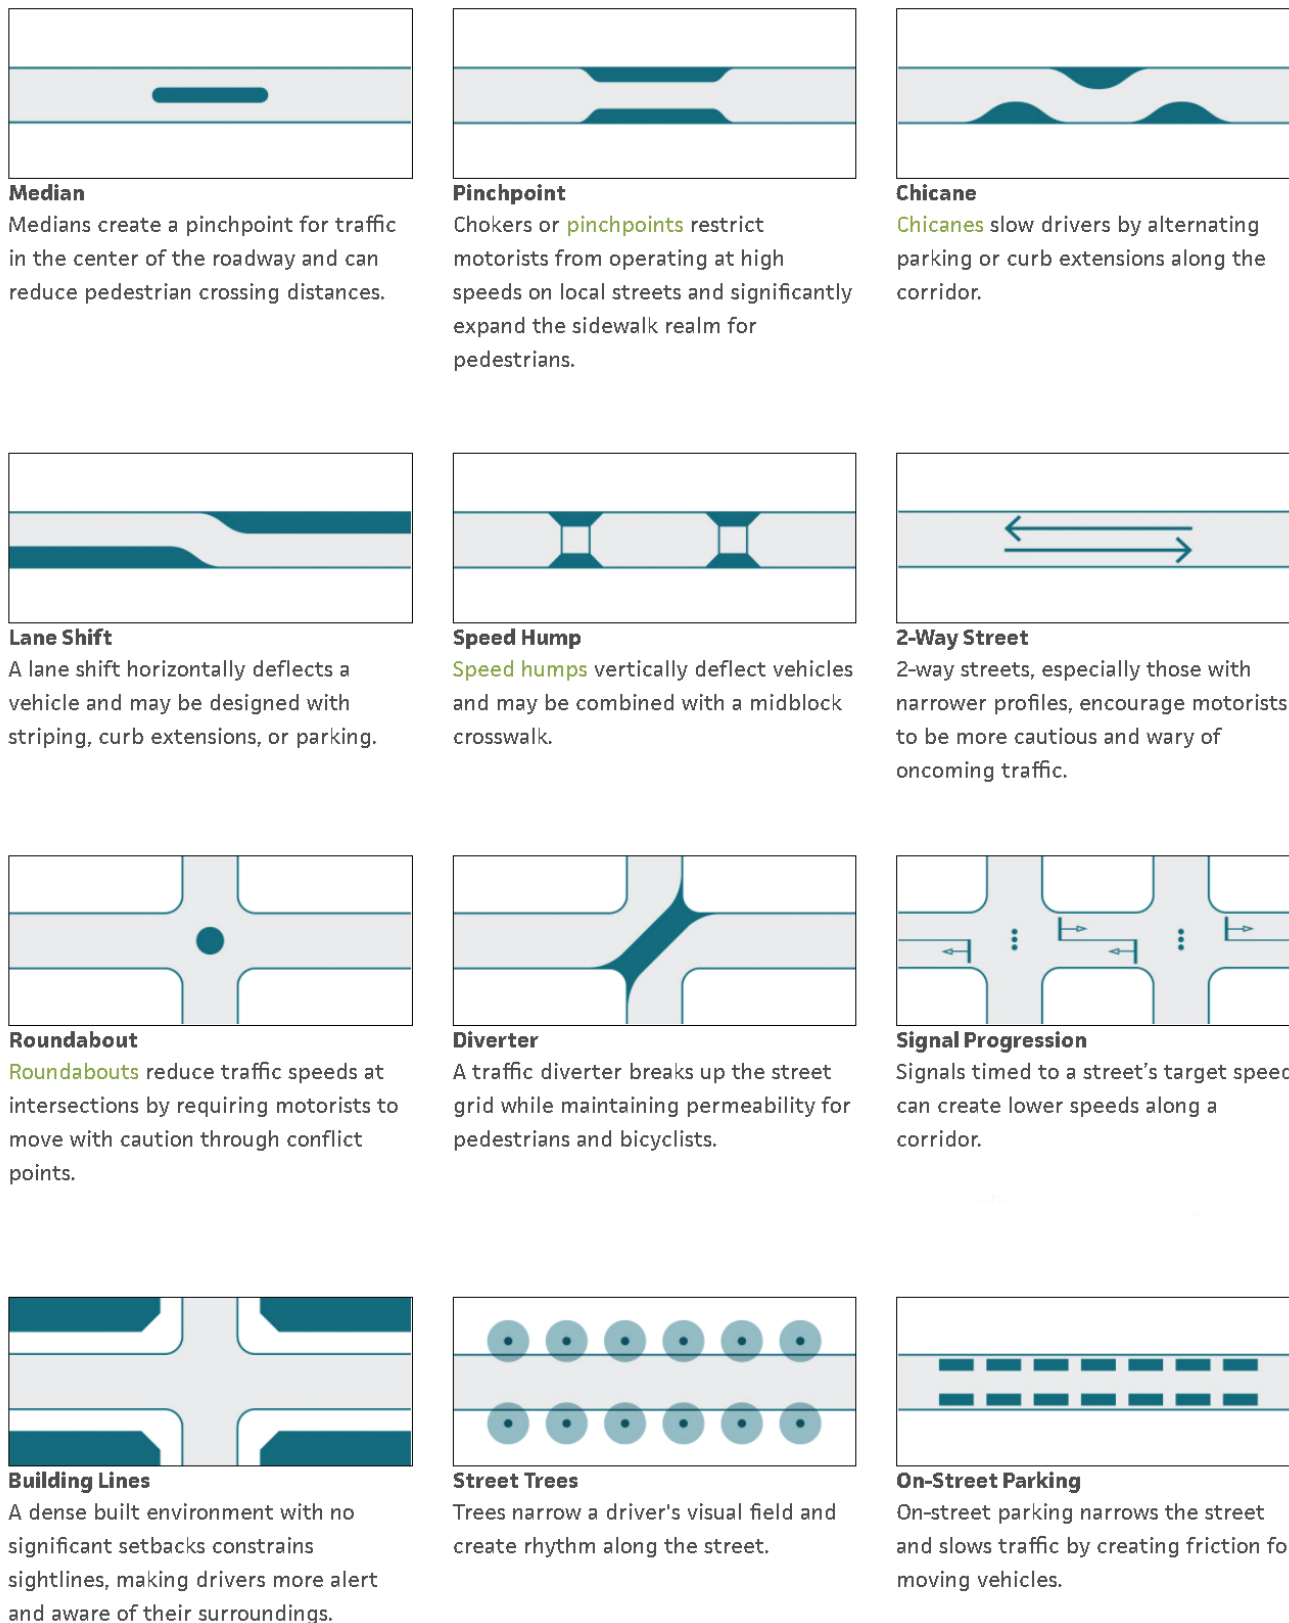 Median
Medians create a pinchpoint for traffic
in the center of the roadway and can
reduce pedestrian crossing distances.
Pinchpoint
Chokers or pinchpoints restrict
motorists from operating at high
speeds on local streets and significantly
expand the sidewalk realm for
pedestrians.
Chicane
Chicanes slow drivers by alternating
parking or curb extensions along the
corridor.
Lane Shift
A lane shift horizontally deflects a
vehicle and may be designed with
striping, curb extensions, or parking.
Speed Hump
Speed humps vertically deflect vehicles
and may be combined with a midblock
crosswalk.
2-Way Street
2-way streets, especially those with
narrower profiles, encourage motorists
to be more cautious and wary of
oncoming traffic.
Roundabout
Roundabouts reduce traffic speeds at
intersections by requiring motorists to
move with caution through conflict
points.
Diverter
A traffic diverter breaks up the street
grid while maintaining permeability for
pedestrians and bicyclists.
Signal Progression
Signals timed to a street's target speed
can create lower speeds along a
corridor.
Building Lines
A dense built environment with no
significant setbacks constrains
sightlines, making drivers more alert
and aware of their surroundings.
Street Trees
Trees narrow a driver's visual field and
create rhythm along the street.
On-Street Parking
On-street parking narrows the street
and slows traffic by creating friction fo
moving vehicles.